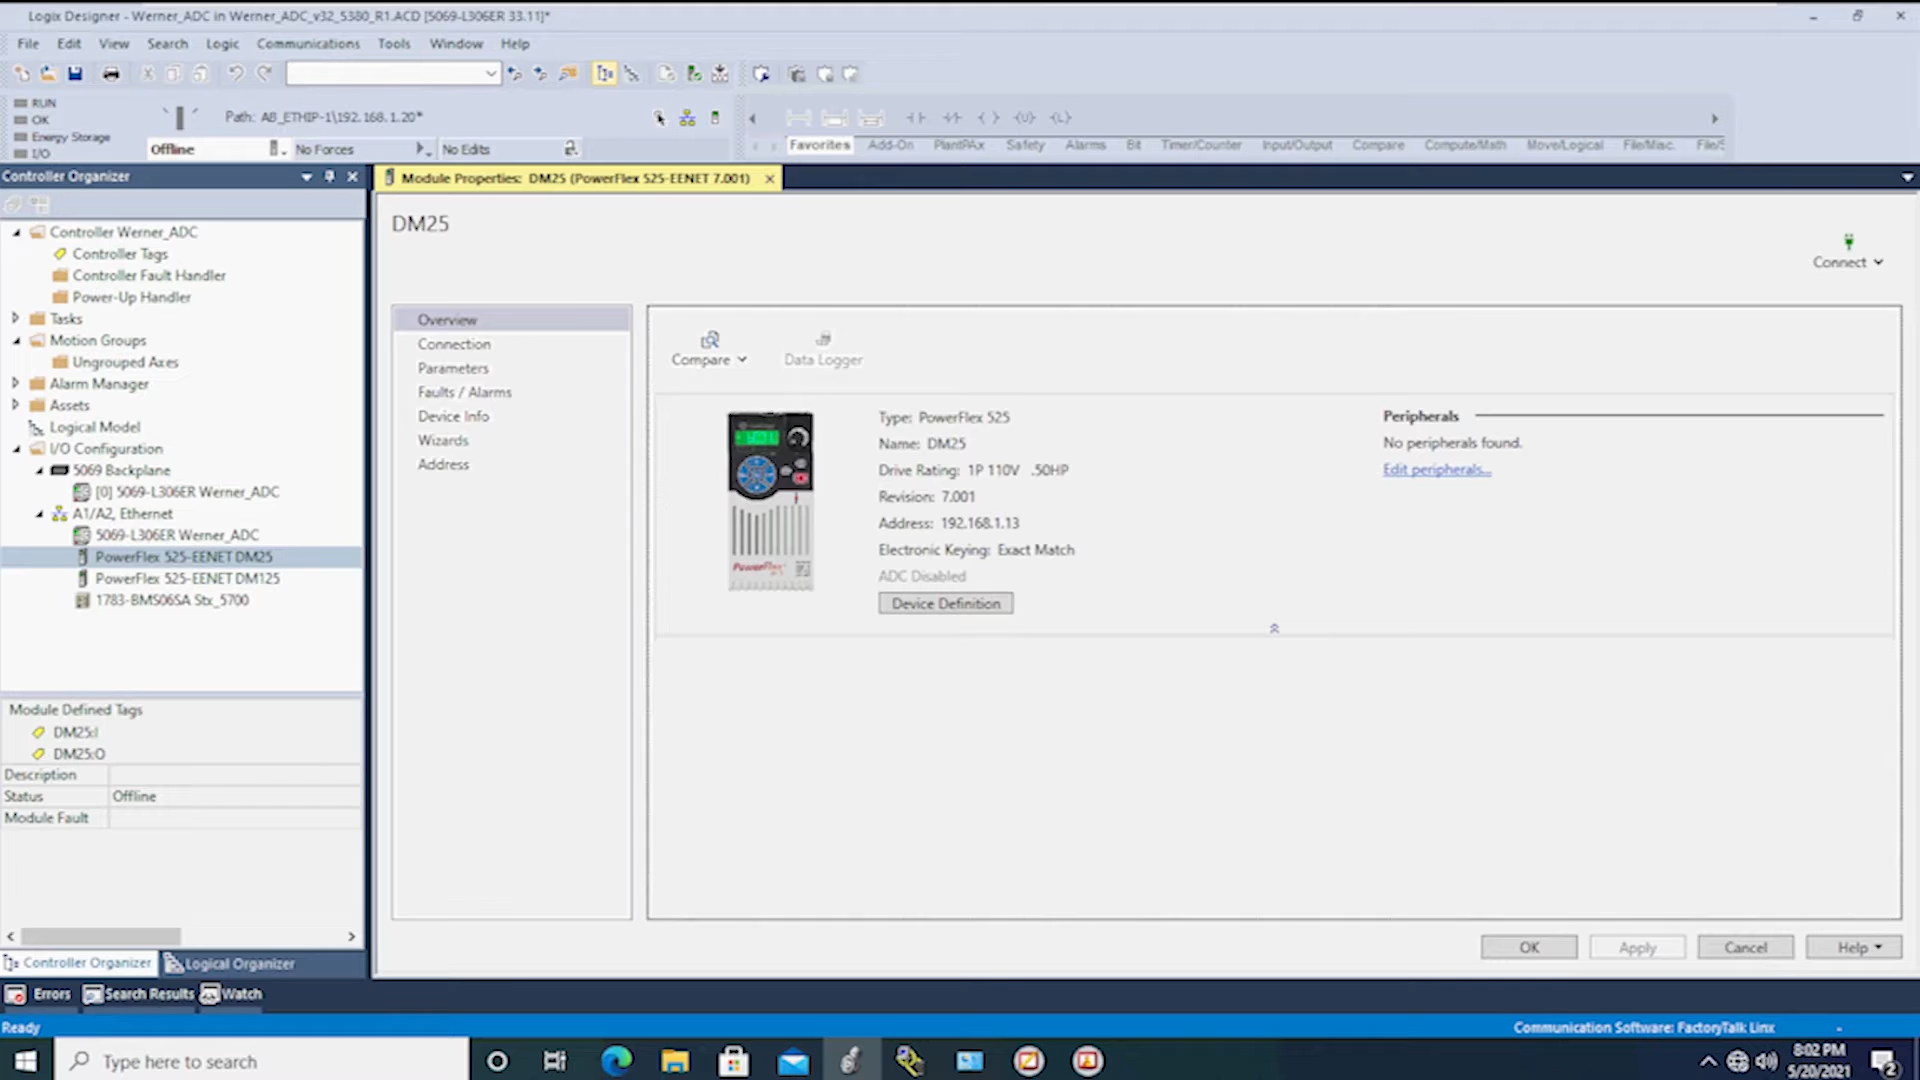 Logix Designer - Werner_ADC in Werner_ADC_v32_5380_R1.ACD [5069-L306ER 33.11]*
File Edit View Search Logic Communications Tools Window Help
RUN
OK
Energy Storage
I/O
Path: AB_ETHIP-1\192.168.1.20*
Offline No Forces No Edits
Favorites Add-On PlantPAx Safety Alarms Bit Timer/Counter Input/Output Compare Compute/Math Move/Logical File/Misc. File/S
Controller Organizer
Controller Werner_ADC
Controller Tags
Controller Fault Handler
Power-Up Handler
Tasks
Motion Groups
Ungrouped Axes
Alarm Manager
Assets
Logical Model
I/O Configuration
5069 Backplane
[0] 5069-L306ER Werner_ADC
A1/A2, Ethernet
5069-L306ER Werner_ADC
PowerFlex 525-EENET DM25
PowerFlex 525-EENET DM125
1783-BMS06SA Stx_5700
Module Defined Tags
DM25:I
DM25:O
Description
Status Offline
Module Fault
Controller Organizer Logical Organizer
Module Properties: DM25 (PowerFlex 525-EENET 7.001)
DM25
Connect
Overview
Connection
Parameters
Faults / Alarms
Device Info
Wizards
Address
Compare Data Logger
PowerFlex
Type: PowerFlex 525
Name: DM25
Drive Rating: 1P 110V .50HP
Revision: 7.001
Address: 192.168.1.13
Electronic Keying: Exact Match
ADC Disabled
Device Definition
Peripherals
No peripherals found.
Edit peripherals...
OK Apply Cancel Help
Errors Search Results Watch
Ready
Communication Software: FactoryTalk Linx
Type here to search
8:02 PM
5/20/2021
2